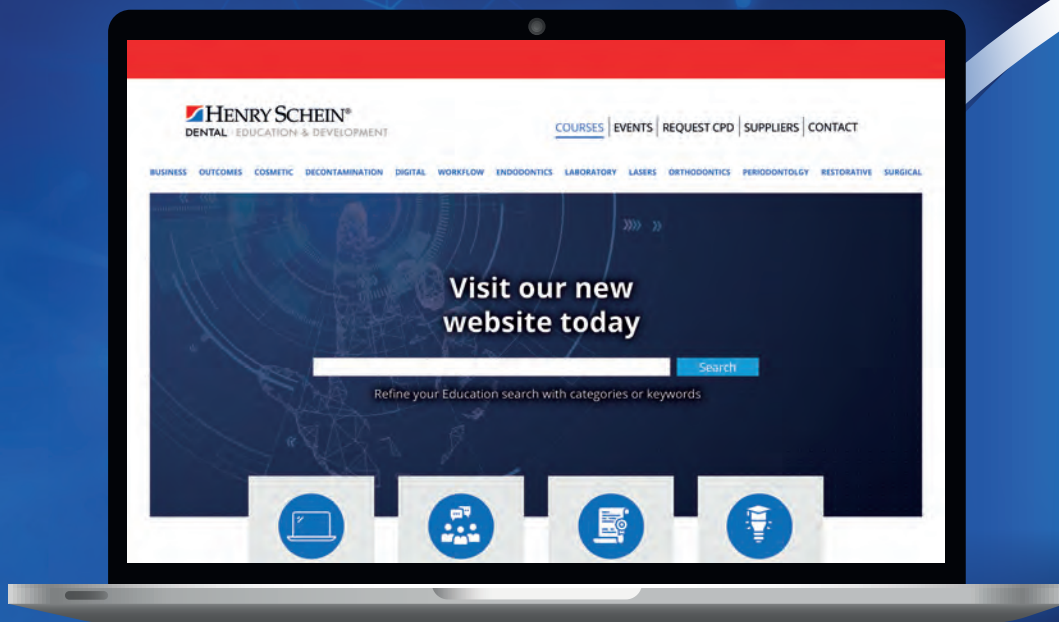 HENRY SCHEIN®
DENTAL EDUCATION & DEVELOPMENT
COURSES EVENTS REQUEST CPD SUPPLIERS CONTACT
BUSINESS OUTCOMES COSMETIC DECONTAMINATION DIGITAL WORKFLOW ENDODONTICS LABORATORY LASERS ORTHODONTICS PERIODONTOLGY RESTORATIVE SURGICAL
Visit our new
website today
Search
Refine your Education search with categories or keywords